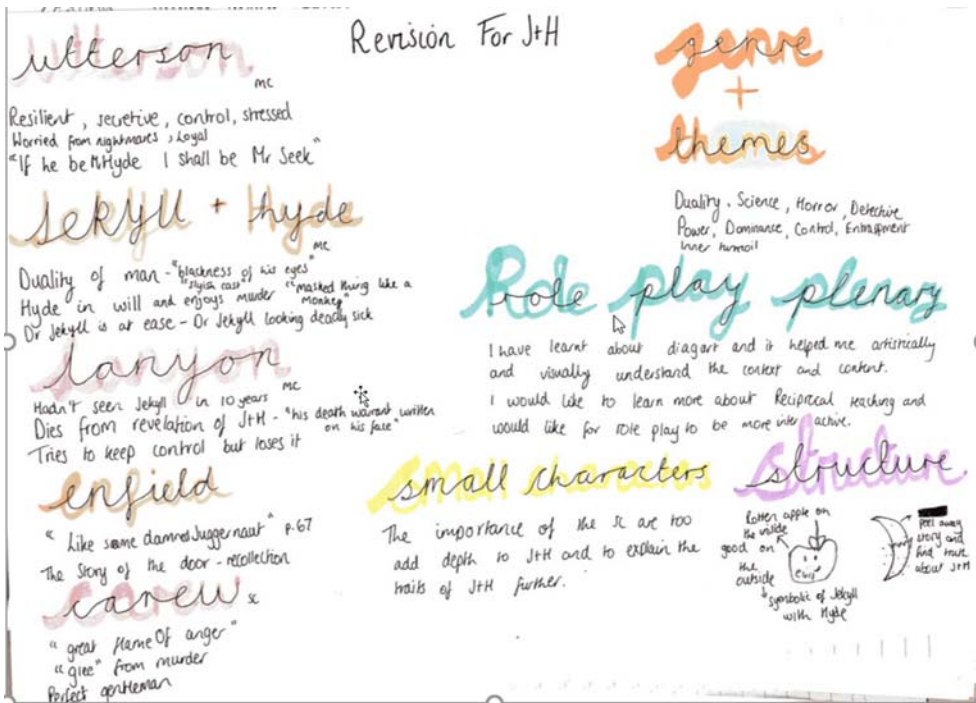 Revision For J+H
utterson
mc
Resilient, secretive, control, stressed
Worried from nightmares, Loyal
"If he be Mr Hyde I shall be Mr Seek"
Jekyll + Hyde
mc
Duality of man - "blackness of his eyes"
"slyish cast" "masked thing like a
Hyde in will and enjoys murder monkey"
Dr Jekyll is at ease - Dr Jekyll looking deadly sick
Lanyon
mc
Hadn't seen Jekyll in 10 years
Dies from revelation of J+H - "his death warrant written
on his face"
Tries to keep control but loses it
enfield
"Like some damned Juggernaut" p.67
The Story of the door - recollection
carew sc
"great flame Of anger"
"glee" from murder
Perfect gentleman
genre
+
themes
Duality, Science, Horror, Detective
Power, Dominance, Control, Entrapment
Inner turmoil
Role play plenary
I have learnt about diagart and it helped me artistically
and visually understand the context and content.
I would like to learn more about Reciprocal teaching and
would like for role play to be more inter active.
small characters
The importance of the sc are too
add depth to J+H and to explain the
traits of J+H further.
structure
Rotten apple on
the inside
good on
the
outside
evil
symbolic of Jekyll
with Hyde
peel away
story and
find truth
about J+H